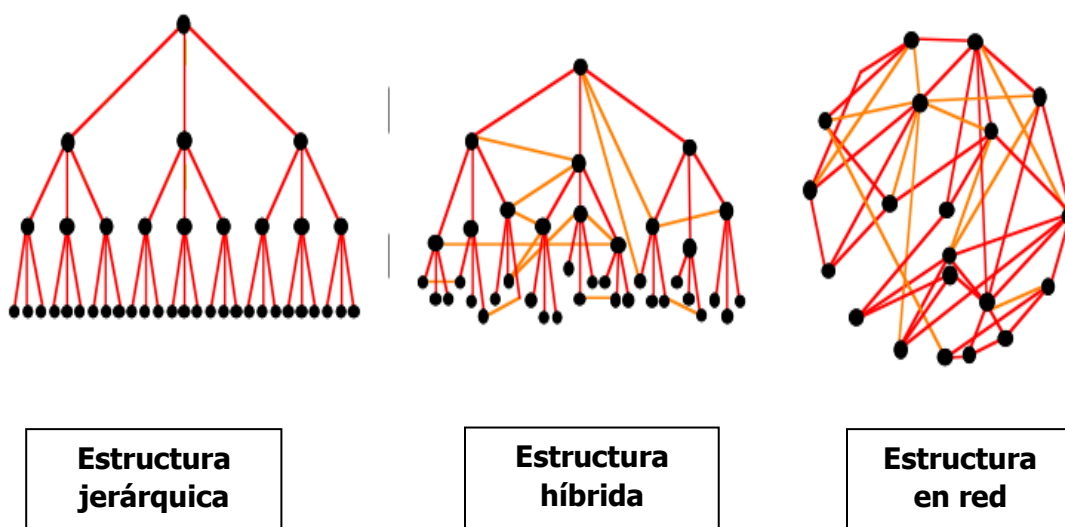 Estructura
jerárquica
Estructura
híbrida
Estructura
en red